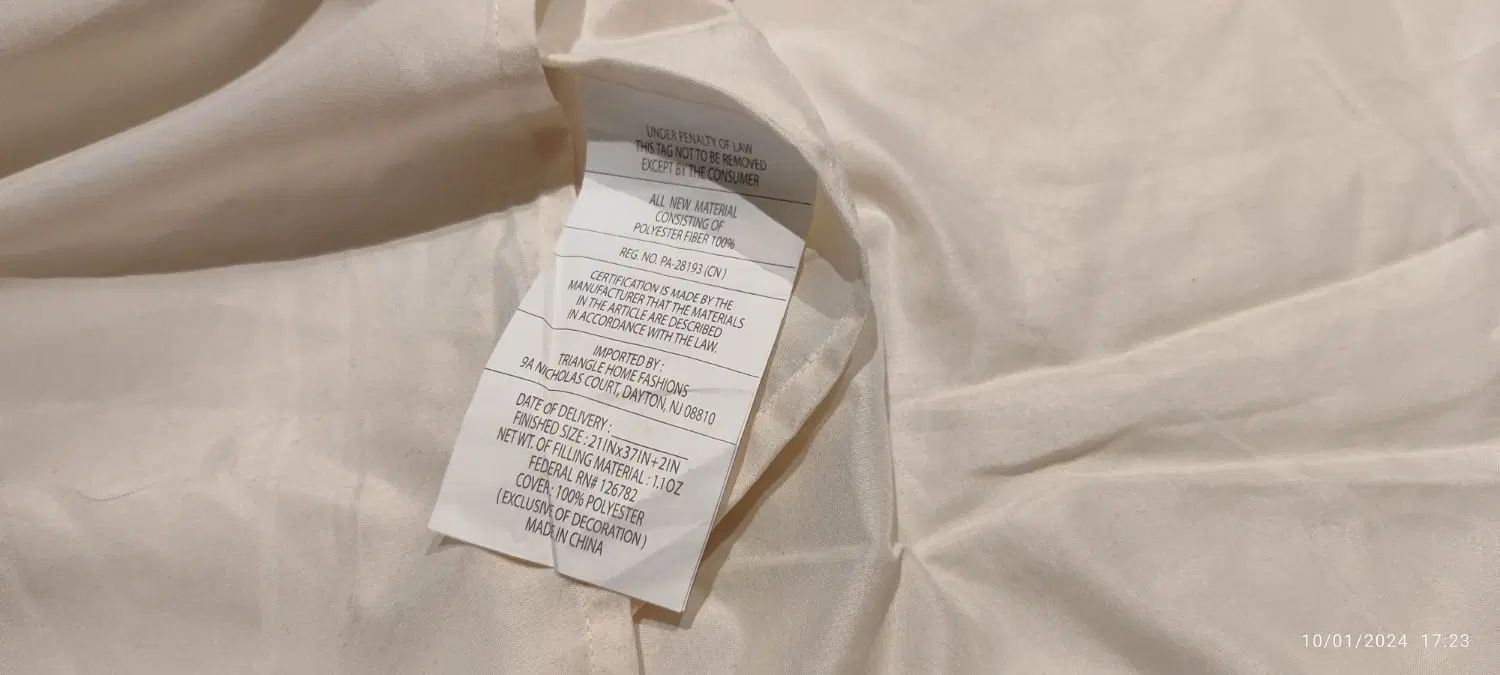 UNDER PENALTY OF LAW
THIS TAG NOT TO BE REMOVED
EXCEPT BY THE CONSUMER
ALL NEW MATERIAL
CONSISTING OF
POLYESTER FIBER 100%
REG. NO. PA-28193 (CN)
CERTIFICATION IS MADE BY THE
MANUFACTURER THAT THE MATERIALS
IN THE ARTICLE ARE DESCRIBED
IN ACCORDANCE WITH THE LAW.
IMPORTED BY :
TRIANGLE HOME FASHIONS
9A NICHOLAS COURT, DAYTON, NJ 08810
DATE OF DELIVERY : ________
FINISHED SIZE : 21INx37IN+2IN
NET WT. OF FILLING MATERIAL : 1.1OZ
FEDERAL RN# 126782
COVER: 100% POLYESTER
( EXCLUSIVE OF DECORATION )
MADE IN CHINA
10/01/2024 17:23